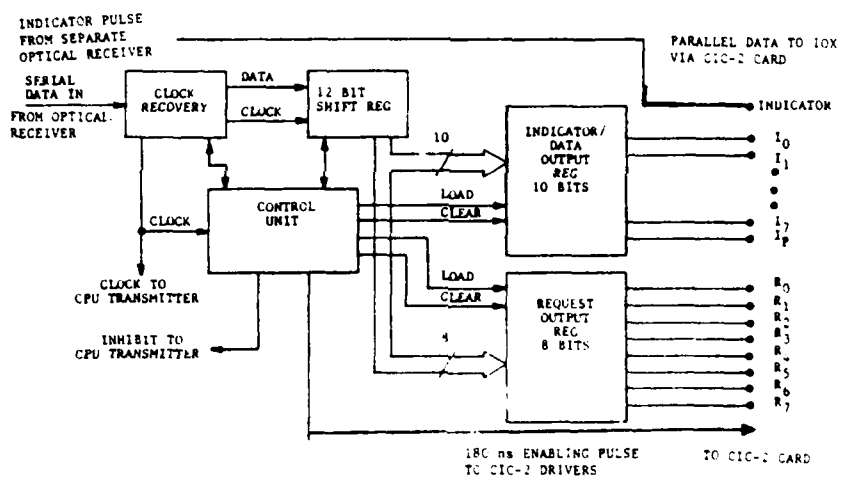 INDICATOR PULSE
FROM SEPARATE
OPTICAL RECEIVER
PARALLEL DATA TO IOX
VIA CIC-2 CARD
SERIAL
DATA IN
FROM OPTICAL
RECEIVER
CLOCK
RECOVERY
DATA
CLOCK
12 BIT
SHIFT REG
INDICATOR
10
INDICATOR/
DATA
OUTPUT
REG
10 BITS
I0
I1
I7
IP
CONTROL
UNIT
LOAD
CLEAR
CLOCK
CLOCK TO
CPU TRANSMITTER
LOAD
CLEAR
REQUEST
OUTPUT
REG
8 BITS
R0
R1
R2
R3
R4
R5
R6
R7
INHIBIT TO
CPU TRANSMITTER
8
180 ns ENABLING PULSE
TO CIC-2 DRIVERS
TO CIC-2 CARD